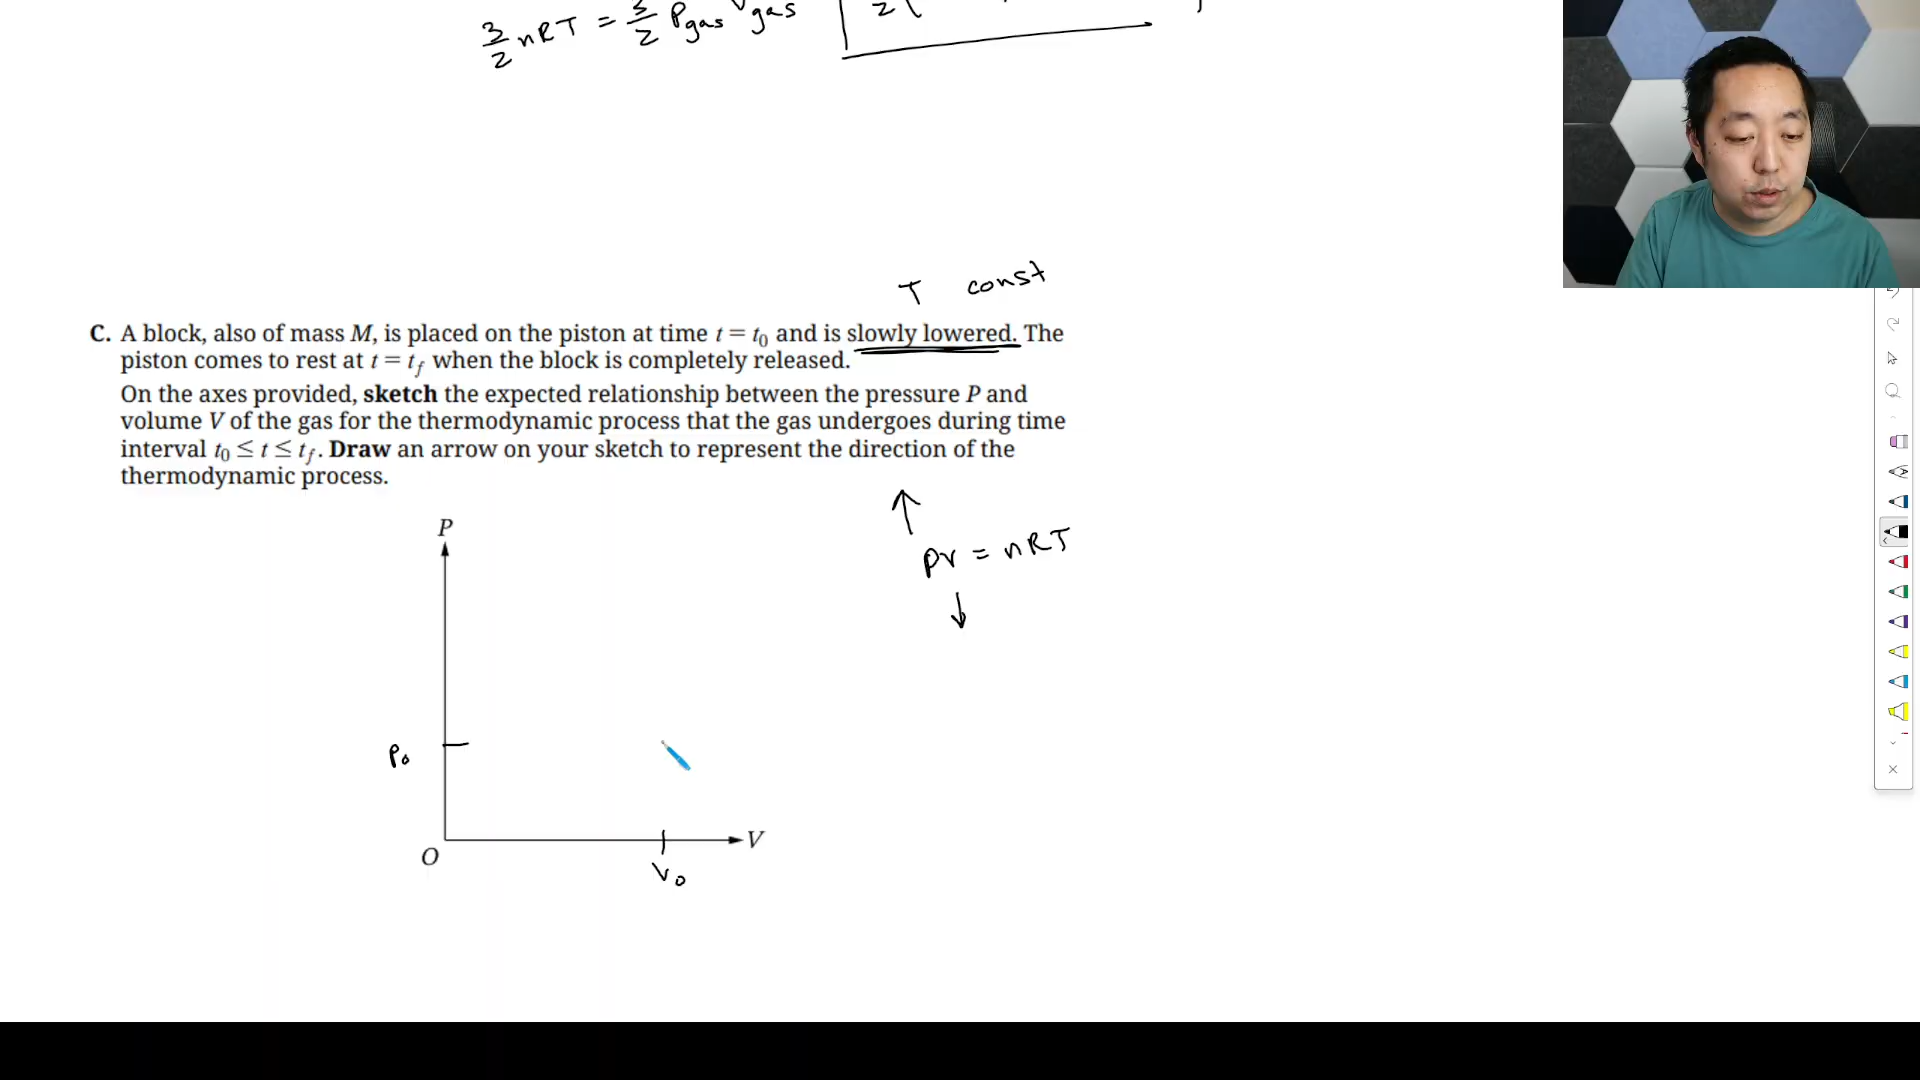 3/2 nRT = 3/2 Pgas Vgas
2
T const
C. A block, also of mass M, is placed on the piston at time t = t0 and is slowly lowered. The
piston comes to rest at t = tf when the block is completely released.
On the axes provided, sketch the expected relationship between the pressure P and
volume V of the gas for the thermodynamic process that the gas undergoes during time
interval t0 ≤ t ≤ tf. Draw an arrow on your sketch to represent the direction of the
thermodynamic process.
P
↑
PV = nRT
↓
P0
V
O
V0